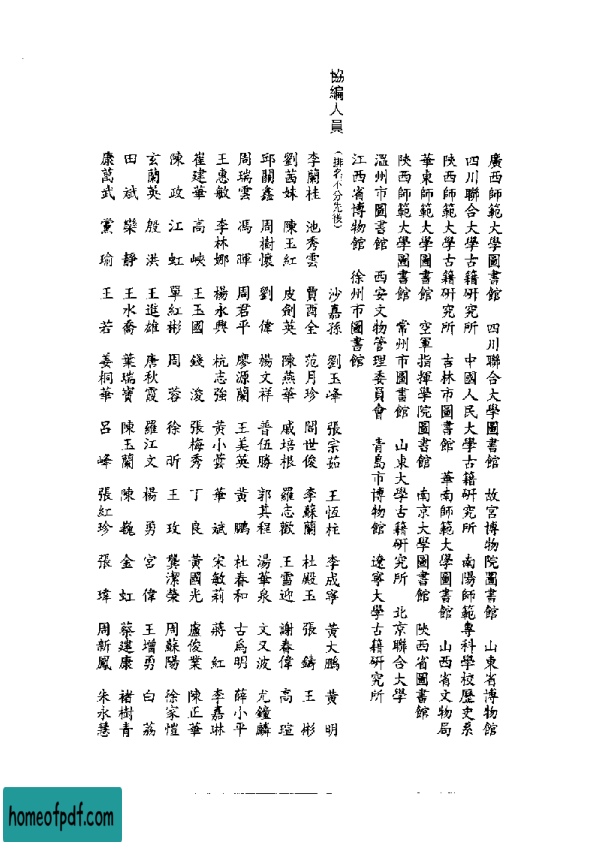 廣西師範大學圖書館　四川聯合大學圖書館　故宮博物院圖書館　山東省博物館
四川聯合大學古籍研究所　中國人民大學古籍研究所　南陽師範專科學校歷史系
陝西師範大學古籍研究所　吉林市圖書館　華南師範大學圖書館　山西省文物局
華東師範大學圖書館　空軍指揮學院圖書館　南京大學圖書館　陝西省圖書館
陝西師範大學圖書館　常州市圖書館　山東大學古籍研究所　北京聯合大學
溫州市圖書館　西安文物管理委員會　青島市博物館　遼寧大學古籍研究所
江西省博物館　徐州市圖書館
協編人員（排名不分先後）
沙嘉孫　劉玉峰　張宗茹　王恆柱　李成寧　黃大鵬　黃　明
李蘭桂　池秀雲　賈酉全　范月珍　閻世俊　李蘇蘭　杜殿玉　張　鑄　王　彬
劉茜妹　陳玉紅　皮劍英　陳燕華　戚培根　羅志歡　王雪迎　謝春偉　高　瑄
邱關鑫　周樹懷　劉　偉　楊文祥　普伍勝　郭其程　湯華泉　文又波　尤鐘麟
周瑞雲　馮　暉　周君平　廖源蘭　王美英　黃　鵬　杜春和　古爲明　薛小平
王惠敏　李林娜　楊永興　杭志強　黃小雲　華　斌　宋敏莉　蔣　紅　李嘉琳
崔建華　高　峽　王玉國　錢　浚　張梅秀　丁　良　黃國光　盧俊業　陳正華
陳　政　江　虹　單紅彬　周　蓉　徐　昕　王　玫　龔潔榮　周蘇陽　徐家愷
玄蘭英　殷　洪　王進雄　唐秋霞　羅江文　楊　勇　宮　偉　王增勇　白　荔
田　斌　欒　靜　王水喬　葉瑞寶　陳玉蘭　陳　巍　金　虹　蔡建康　褚樹青
康萬武　黨　瑜　王　若　姜桐華　呂　峰　張紅珍　張　瑋　周新鳳　朱永慧
homeofpdf.com